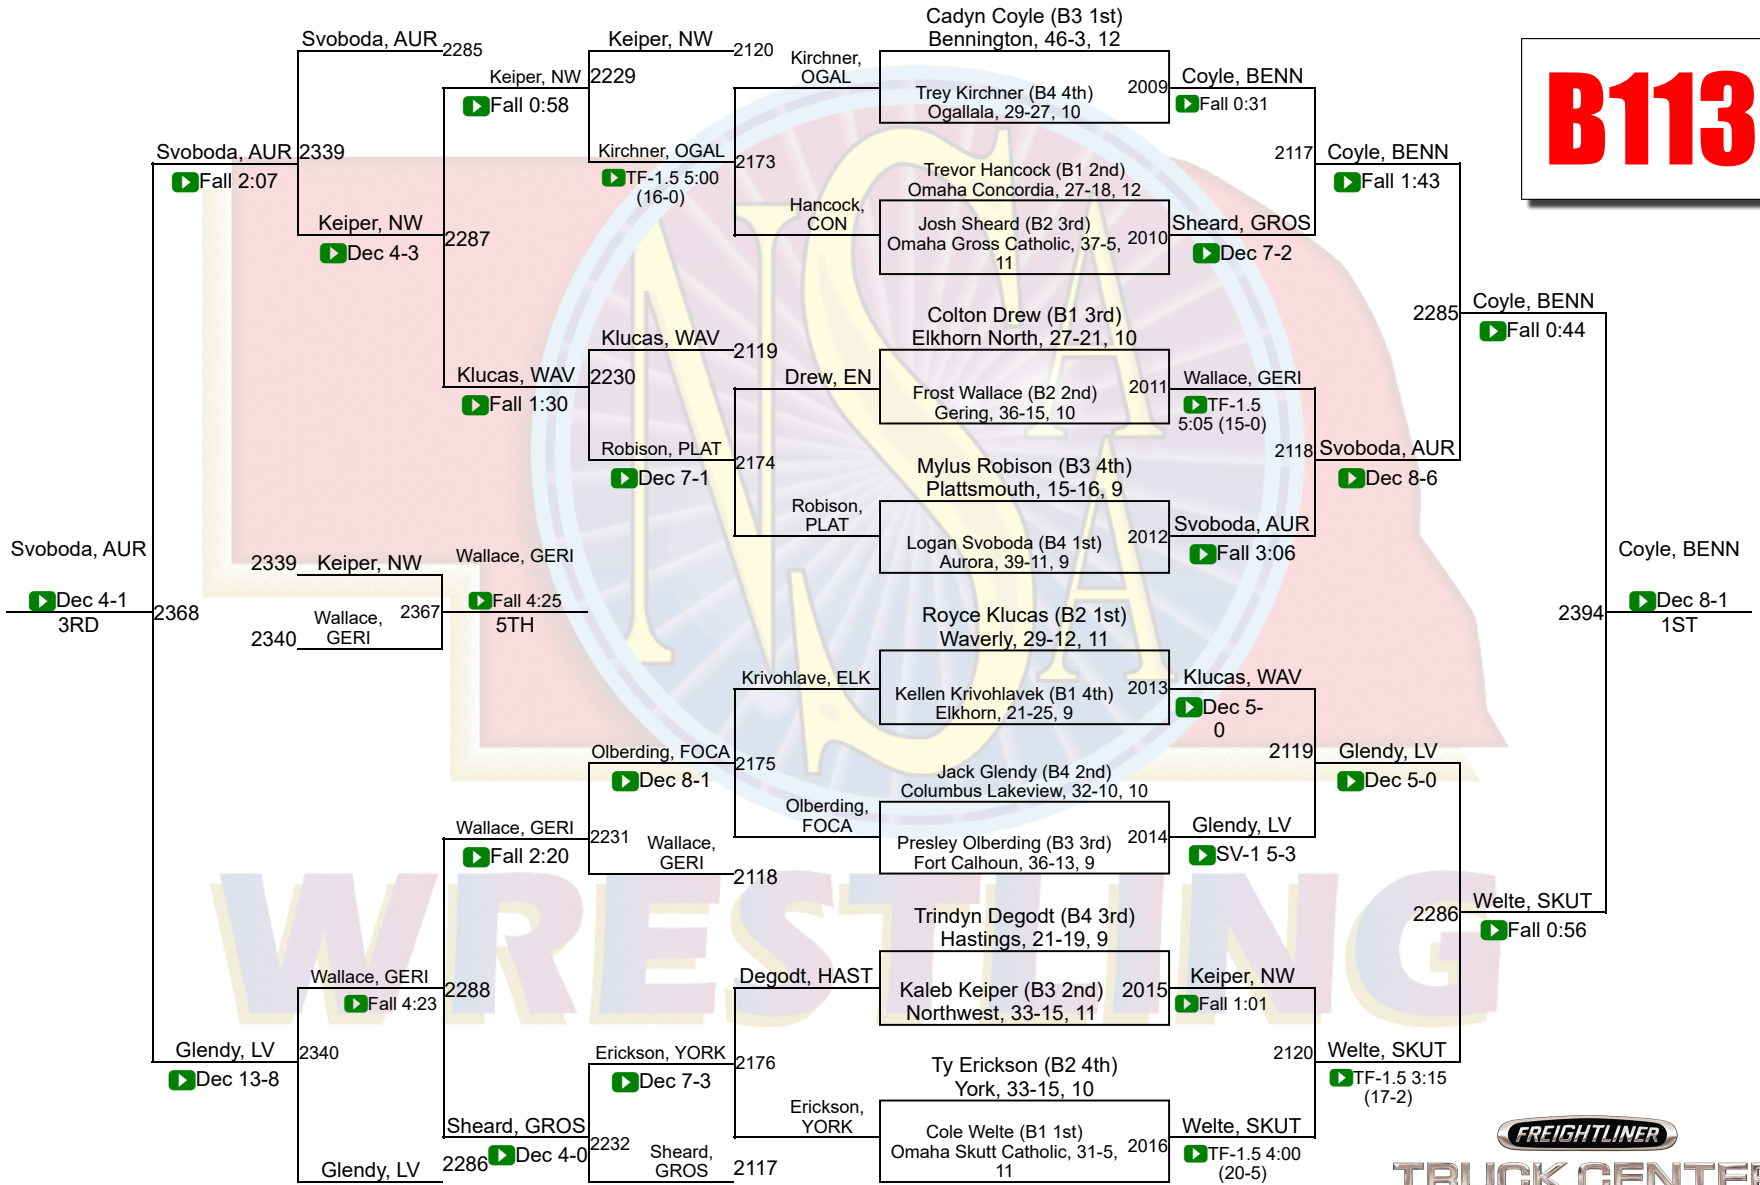 B113
Cadyn Coyle (B3 1st)
Bennington, 46-3, 12
Trey Kirchner (B4 4th)
Ogallala, 29-27, 10
2009
Coyle, BENN
Fall 0:31
Trevor Hancock (B1 2nd)
Omaha Concordia, 27-18, 12
Josh Sheard (B2 3rd)
Omaha Gross Catholic, 37-5,
11
2010
Sheard, GROS
Dec 7-2
2117
Coyle, BENN
Fall 1:43
Colton Drew (B1 3rd)
Elkhorn North, 27-21, 10
Frost Wallace (B2 2nd)
Gering, 36-15, 10
2011
Wallace, GERI
TF-1.5
5:05 (15-0)
Mylus Robison (B3 4th)
Plattsmouth, 15-16, 9
Logan Svoboda (B4 1st)
Aurora, 39-11, 9
2012
Svoboda, AUR
Fall 3:06
2118
Svoboda, AUR
Dec 8-6
2285
Coyle, BENN
Fall 0:44
Royce Klucas (B2 1st)
Waverly, 29-12, 11
Kellen Krivohlavek (B1 4th)
Elkhorn, 21-25, 9
2013
Klucas, WAV
Dec 5-
0
Jack Glendy (B4 2nd)
Columbus Lakeview, 32-10, 10
Presley Olberding (B3 3rd)
Fort Calhoun, 36-13, 9
2014
Glendy, LV
SV-1 5-3
2119
Glendy, LV
Dec 5-0
Trindyn Degodt (B4 3rd)
Hastings, 21-19, 9
Kaleb Keiper (B3 2nd)
Northwest, 33-15, 11
2015
Keiper, NW
Fall 1:01
Ty Erickson (B2 4th)
York, 33-15, 10
Cole Welte (B1 1st)
Omaha Skutt Catholic, 31-5,
11
2016
Welte, SKUT
TF-1.5 4:00
(20-5)
2120
Welte, SKUT
TF-1.5 3:15
(17-2)
2286
Welte, SKUT
Fall 0:56
2394
Coyle, BENN
Dec 8-1
1ST
Kirchner,
OGAL
Hancock,
CON
2173
Kirchner, OGAL
TF-1.5 5:00
(16-0)
Keiper, NW
2120
2229
Keiper, NW
Fall 0:58
Drew, EN
Robison,
PLAT
2174
Robison, PLAT
Dec 7-1
Klucas, WAV
2119
2230
Klucas, WAV
Fall 1:30
2287
Keiper, NW
Dec 4-3
Svoboda, AUR
2285
2339
Svoboda, AUR
Fall 2:07
Krivohlave, ELK
Olberding,
FOCA
2175
Olberding, FOCA
Dec 8-1
Wallace,
GERI
2118
2231
Wallace, GERI
Fall 2:20
Degodt, HAST
Erickson,
YORK
2176
Erickson, YORK
Dec 7-3
Sheard,
GROS
2117
2232
Sheard, GROS
Dec 4-0
2288
Wallace, GERI
Fall 4:23
Glendy, LV
2286
2340
Glendy, LV
Dec 13-8
2368
Svoboda, AUR
Dec 4-1
3RD
2339
Keiper, NW
2340
Wallace,
GERI
2367
Wallace, GERI
Fall 4:25
5TH
NSAA
WRESTLING
FREIGHTLINER
TRUCK CENTER